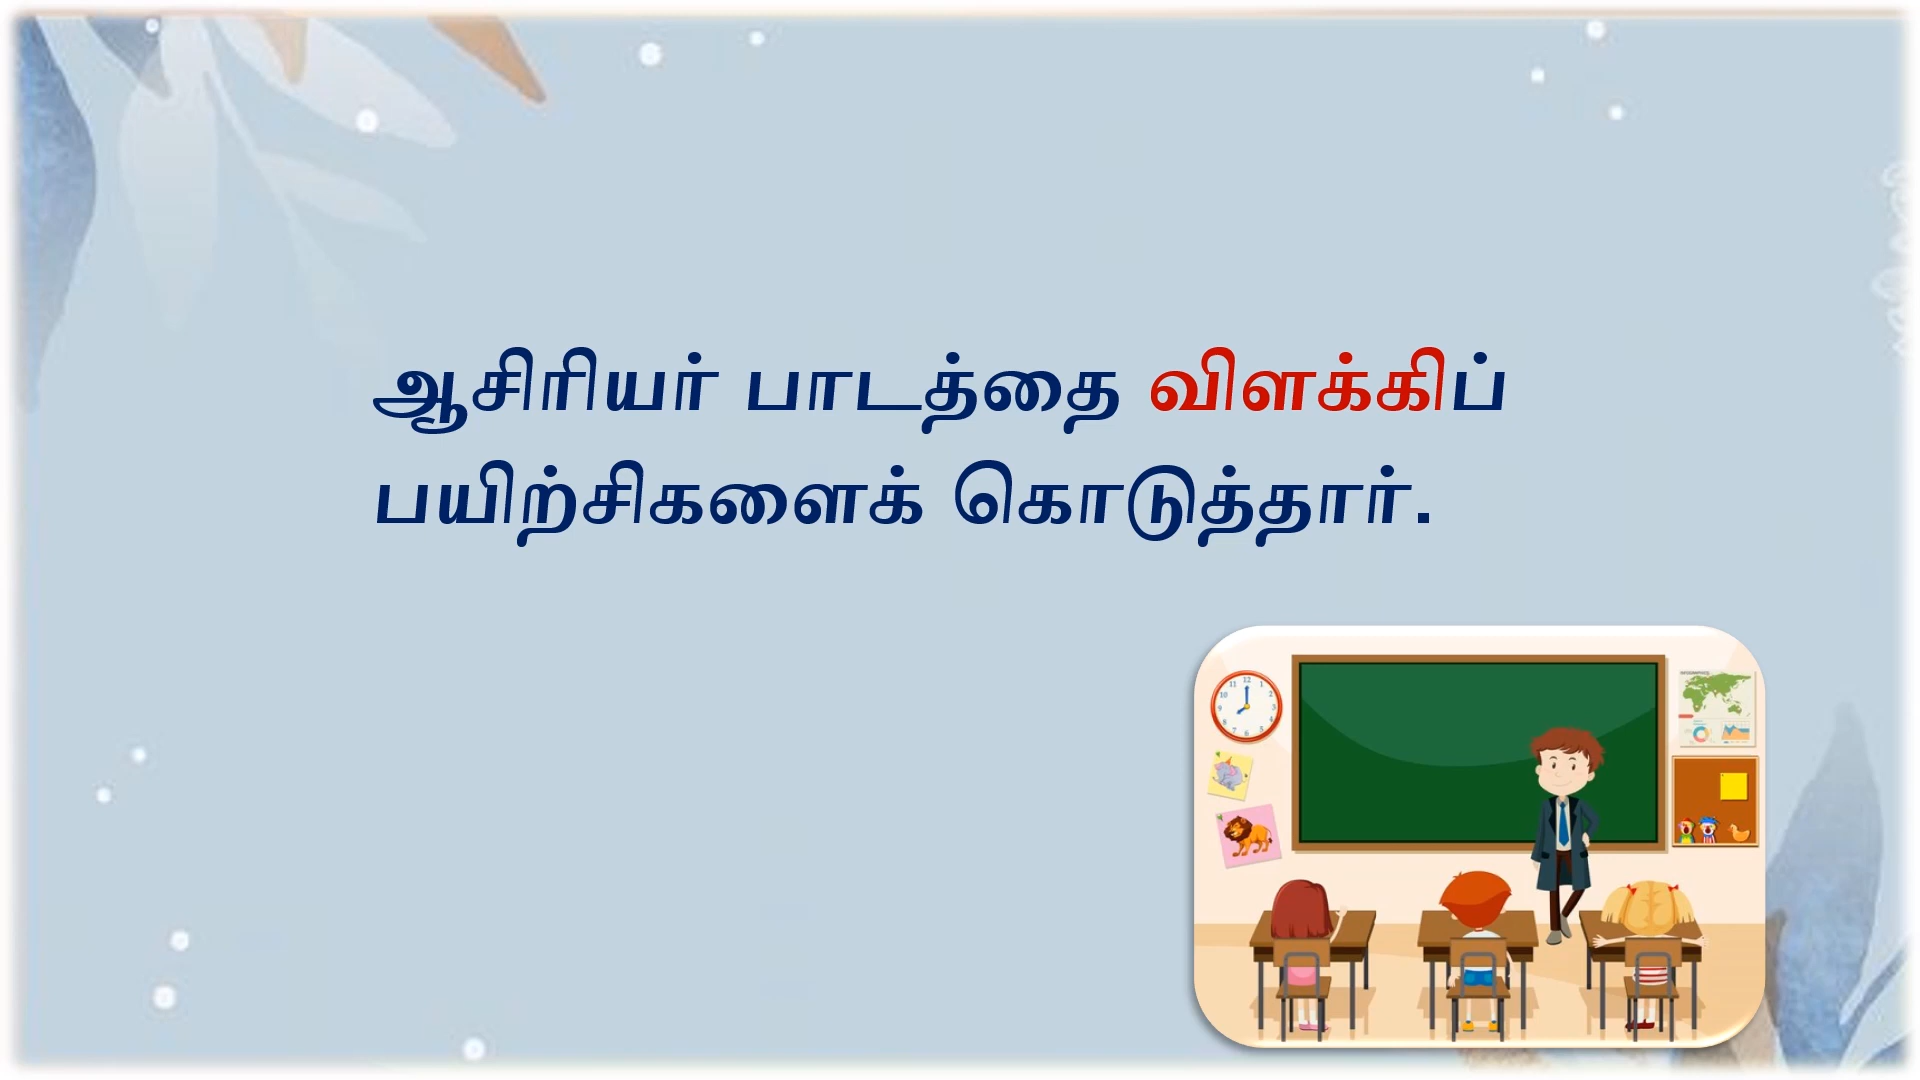 ஆசிரியர் பாடத்தை விளக்கிப்
பயிற்சிகளைக் கொடுத்தார்.